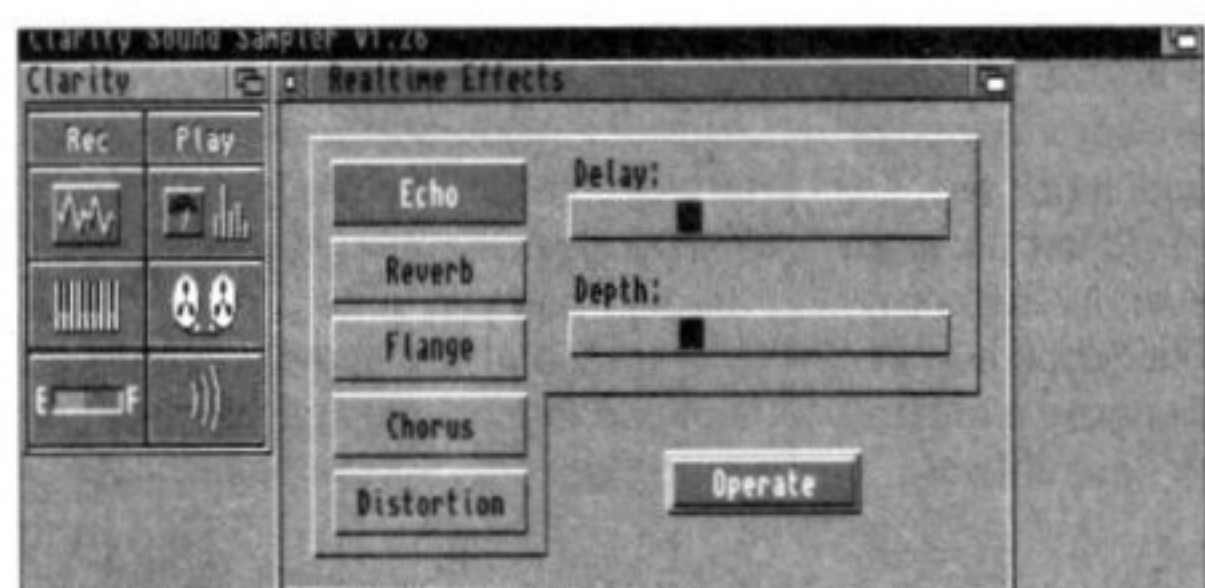 Clarity Sound Sampler v1.26
Clarity
Realtime Effects
Rec Play
Echo
Reverb
Flange
Chorus
Distortion
Delay:
Depth:
E F
Operate